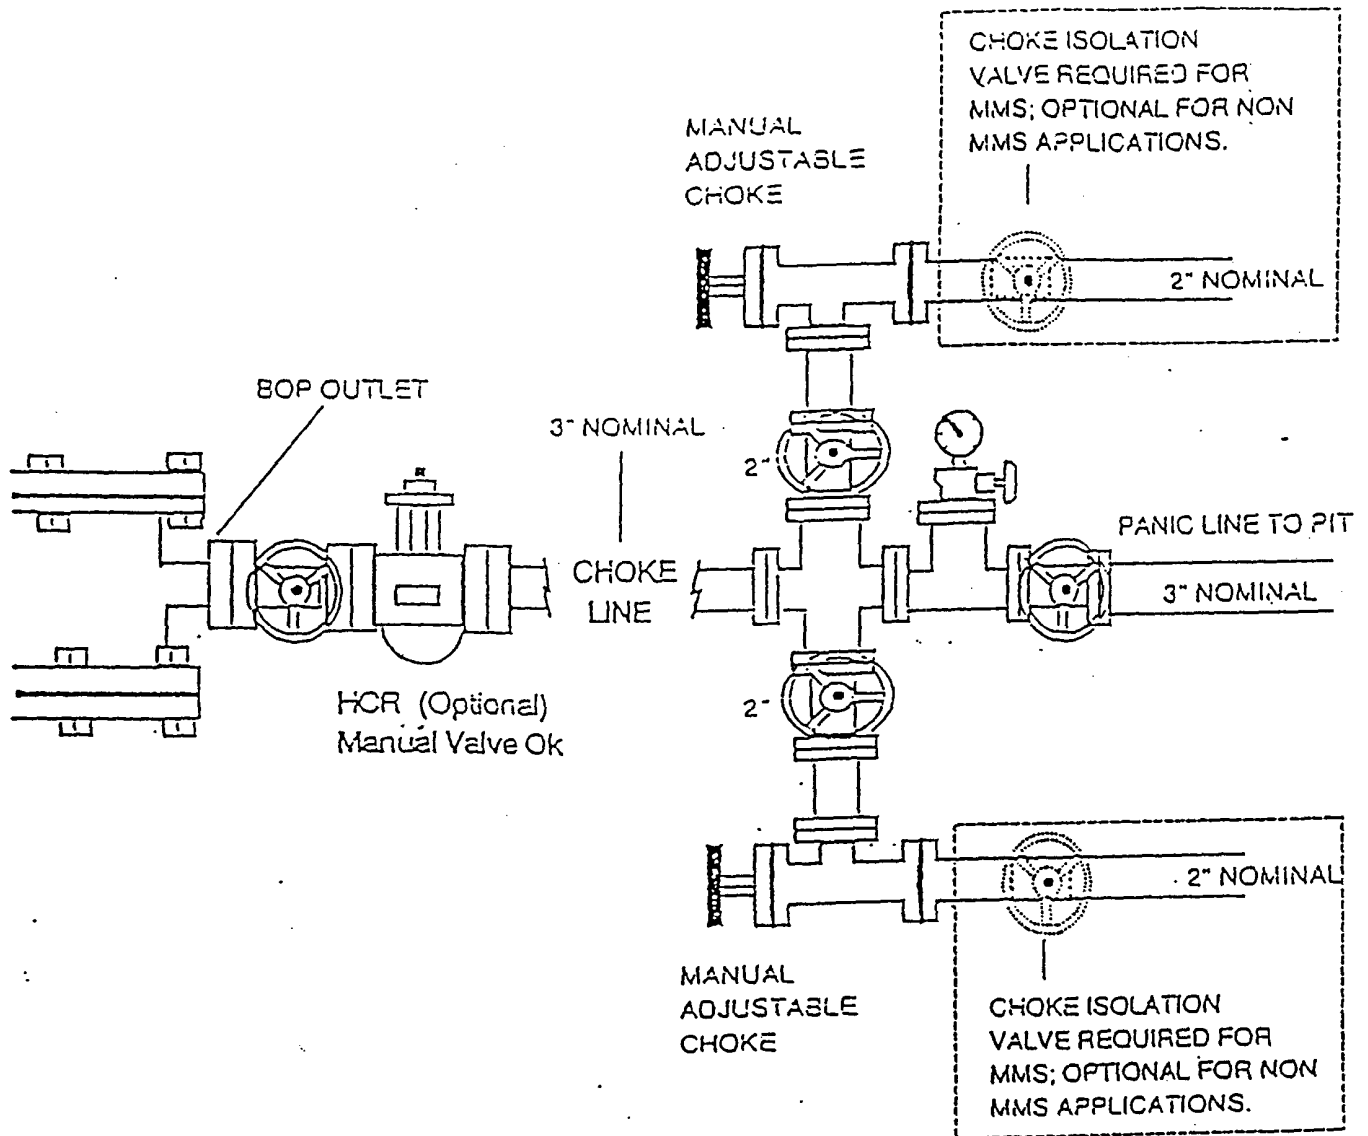 CHOKE ISOLATION
VALVE REQUIRED FOR
MMS; OPTIONAL FOR NON
MMS APPLICATIONS.
MANUAL
ADJUSTABLE
CHOKE
2" NOMINAL
BOP OUTLET
3" NOMINAL
2"
PANIC LINE TO PIT
CHOKE
LINE
3" NOMINAL
HCR (Optional)
Manual Valve Ok
2"
2" NOMINAL
MANUAL
ADJUSTABLE
CHOKE
CHOKE ISOLATION
VALVE REQUIRED FOR
MMS; OPTIONAL FOR NON
MMS APPLICATIONS.